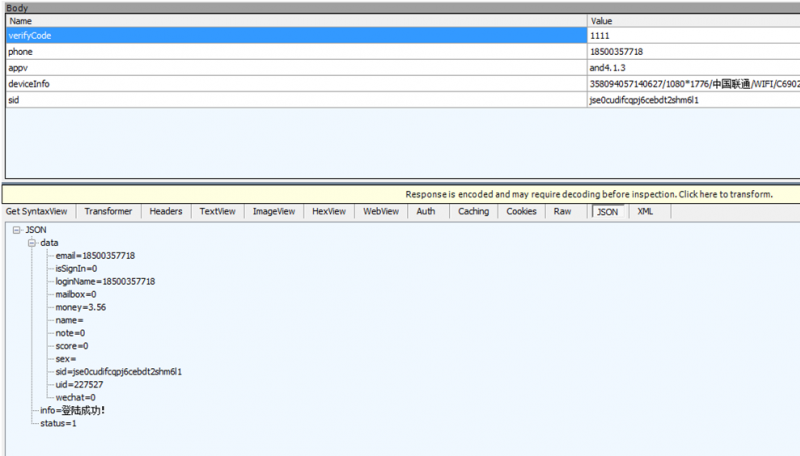 Body
Name Value
verifyCode 1111
phone 18500357718
appv and4.1.3
deviceInfo 358094057140627/1080*1776/中国联通/WIFI/C6902
sid jse0cudifcqpj6cebdt2shm6l1
Response is encoded and may require decoding before inspection. Click here to transform.
Get SyntaxView Transformer Headers TextView ImageView HexView WebView Auth Caching Cookies Raw JSON XML
JSON
data
email=18500357718
isSignIn=0
loginName=18500357718
mailbox=0
money=3.56
name=
note=0
score=0
sex=
sid=jse0cudifcqpj6cebdt2shm6l1
uid=227527
wechat=0
info=登陆成功!
status=1